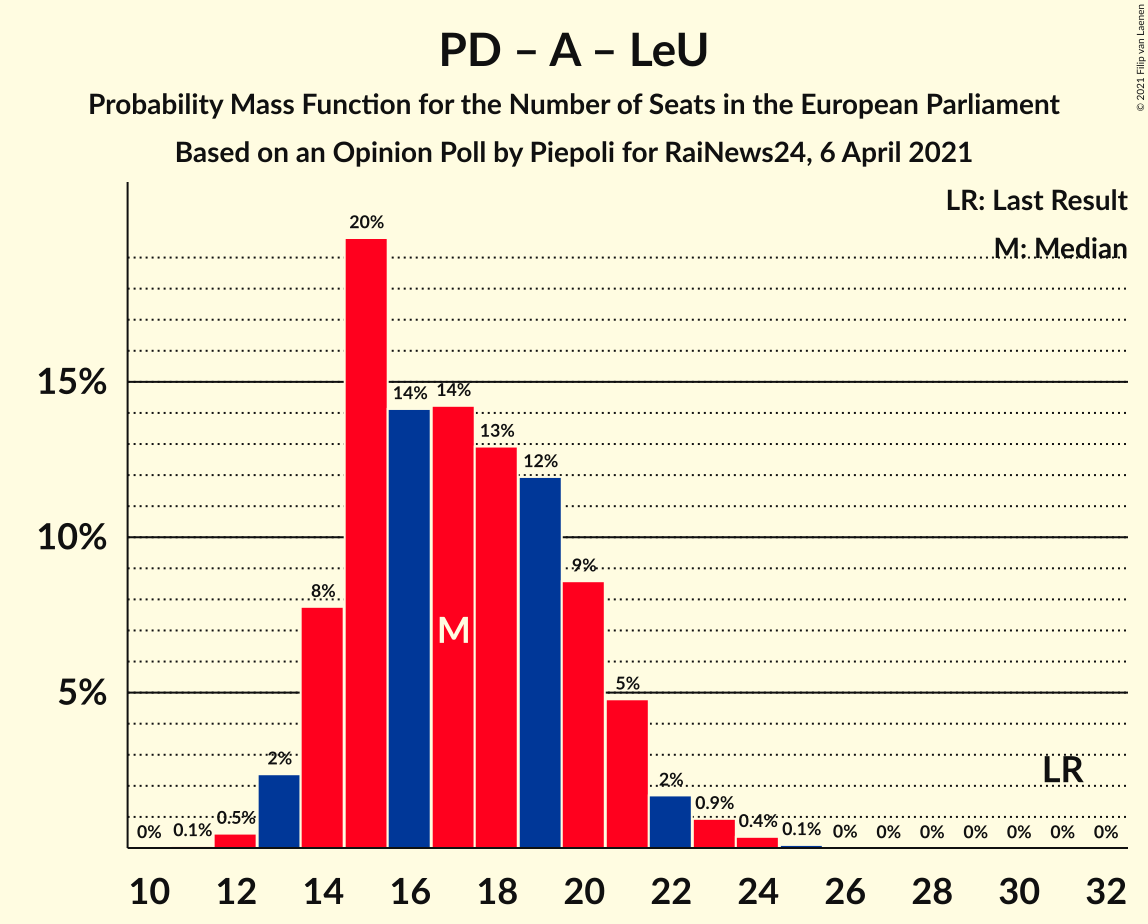 PD – A – LeU
Probability Mass Function for the Number of Seats in the European Parliament
Based on an Opinion Poll by Piepoli for RaiNews24, 6 April 2021
© 2021 Filip van Laenen
LR: Last Result
M: Median
15%
10%
5%
0%
0.1%
0.5%
2%
8%
20%
14%
14%
13%
12%
9%
5%
2%
0.9%
0.4%
0.1%
0%
0%
0%
0%
0%
0%
0%
M
LR
10 12 14 16 18 20 22 24 26 28 30 32